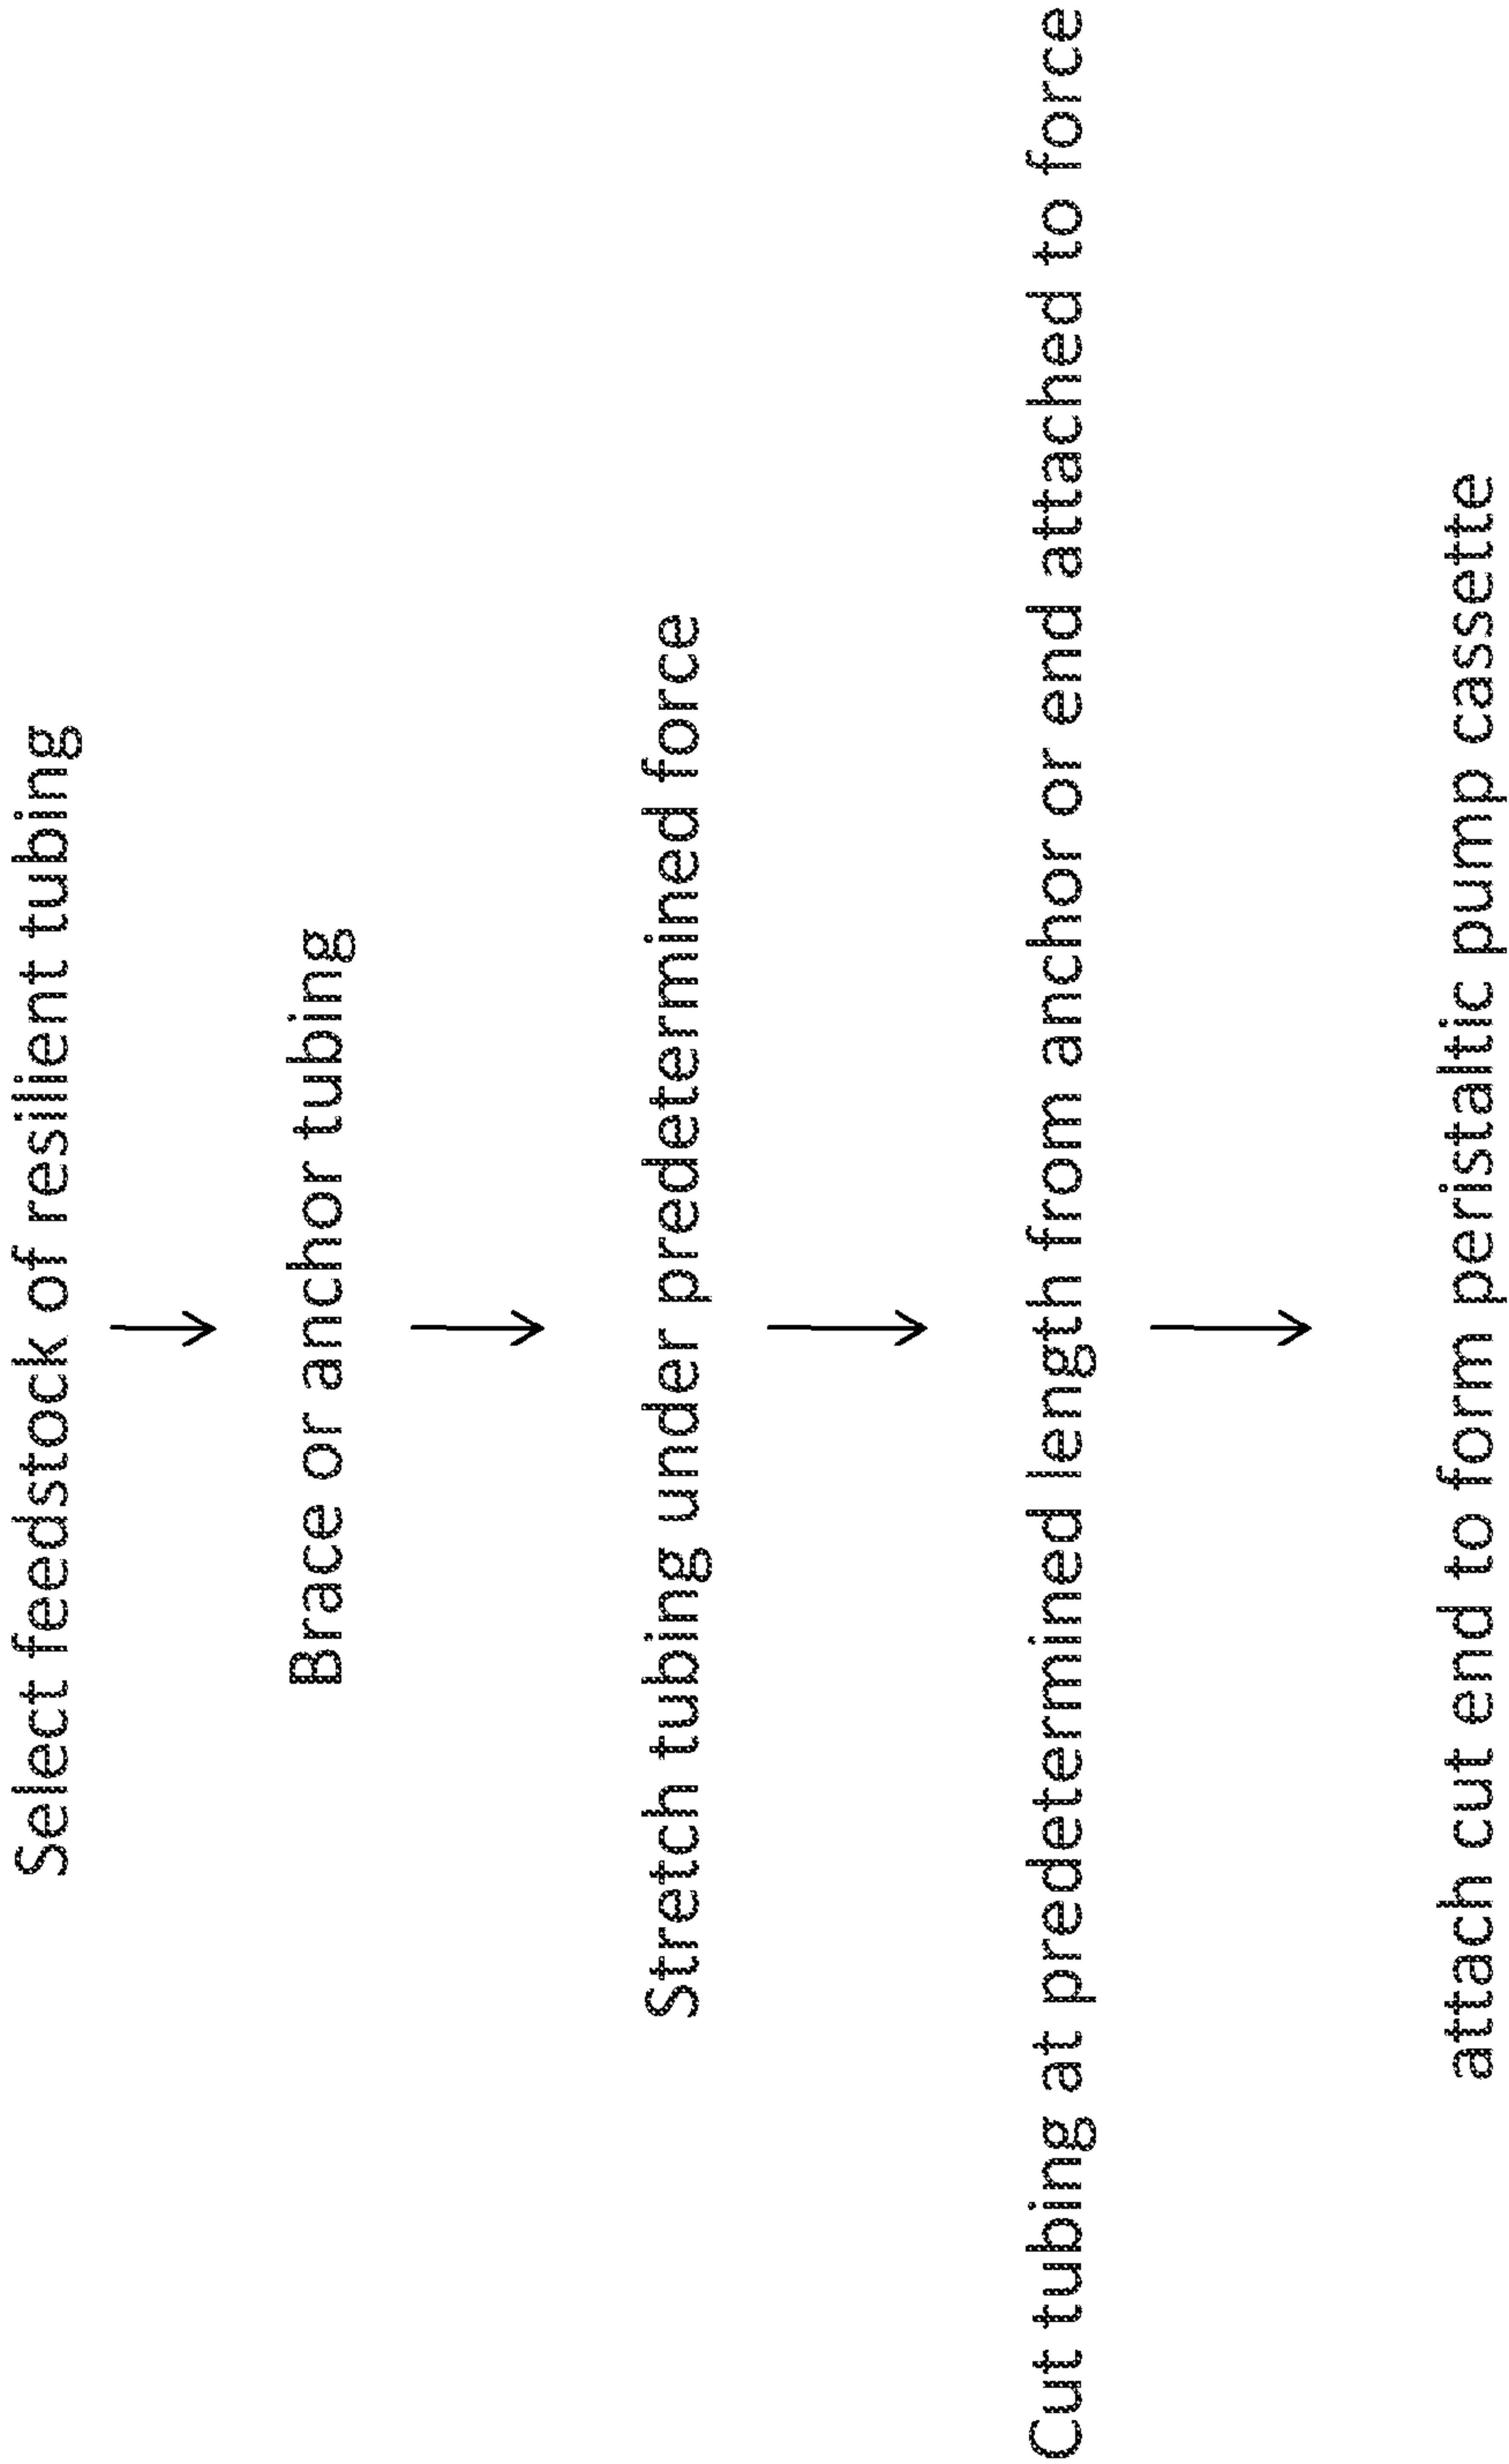 Select feedstock of resilient tubing
Brace or anchor tubing
Stretch tubing under predetermined force
Cut tubing at predetermined length from anchor or end attached to force
attach cut end to form peristaltic pump cassette